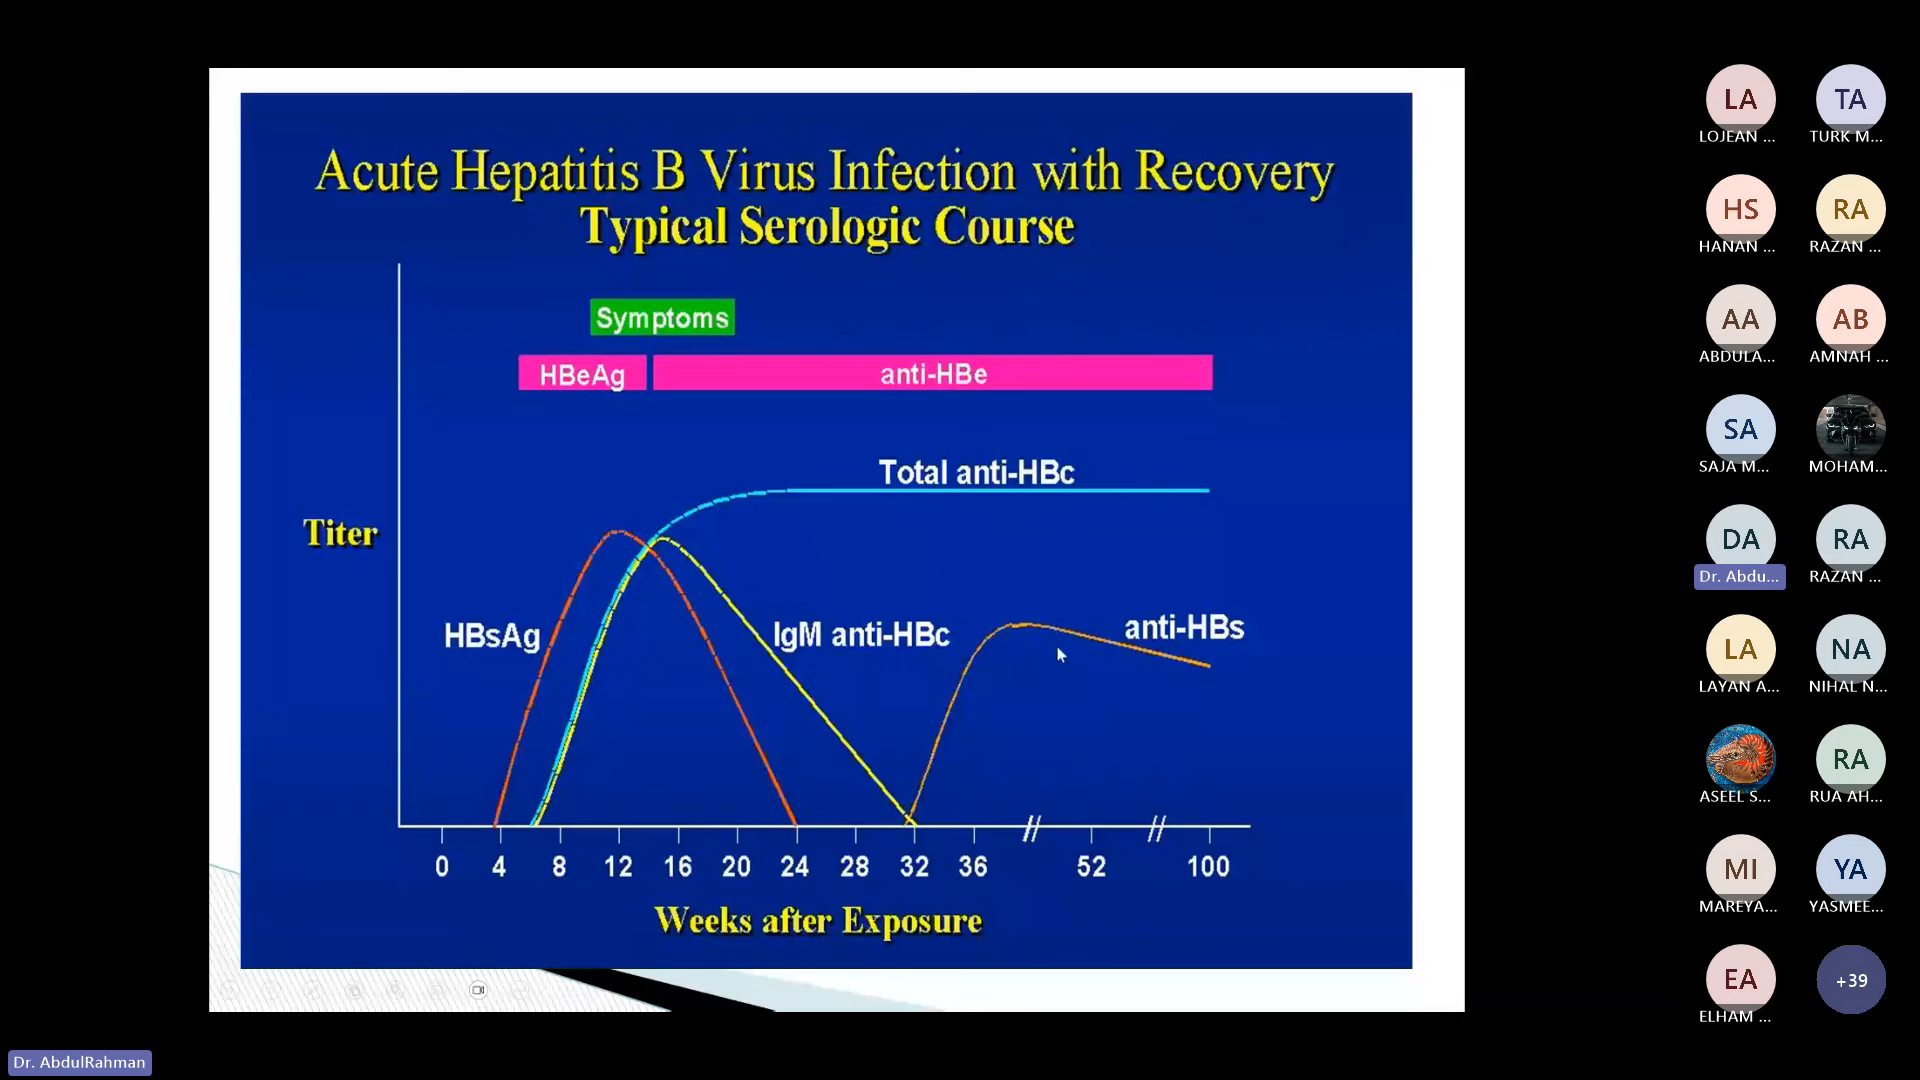 Acute Hepatitis B Virus Infection with Recovery
Typical Serologic Course
Symptoms
HBeAg
anti-HBe
Total anti-HBc
Titer
HBsAg
IgM anti-HBc
anti-HBs
0 4 8 12 16 20 24 28 32 36 // 52 // 100
Weeks after Exposure
LA TA
LOJEAN ... TURK M...
HS RA
HANAN ... RAZAN ...
AA AB
ABDULA... AMNAH ...
SA
SAJA M... MOHAM...
DA RA
Dr. Abdu... RAZAN ...
LA NA
LAYAN A... NIHAL N...
RA
ASEEL S... RUA AH...
MI YA
MAREYA... YASMEE...
EA +39
ELHAM ...
Dr. AbdulRahman